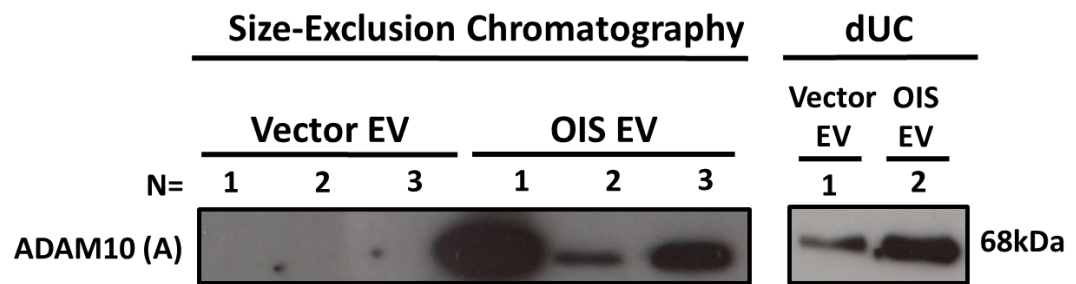 Size-Exclusion Chromatography dUC
Vector EV OIS EV Vector EV OIS EV
N= 1 2 3 1 2 3 1 2
ADAM10 (A) 68kDa